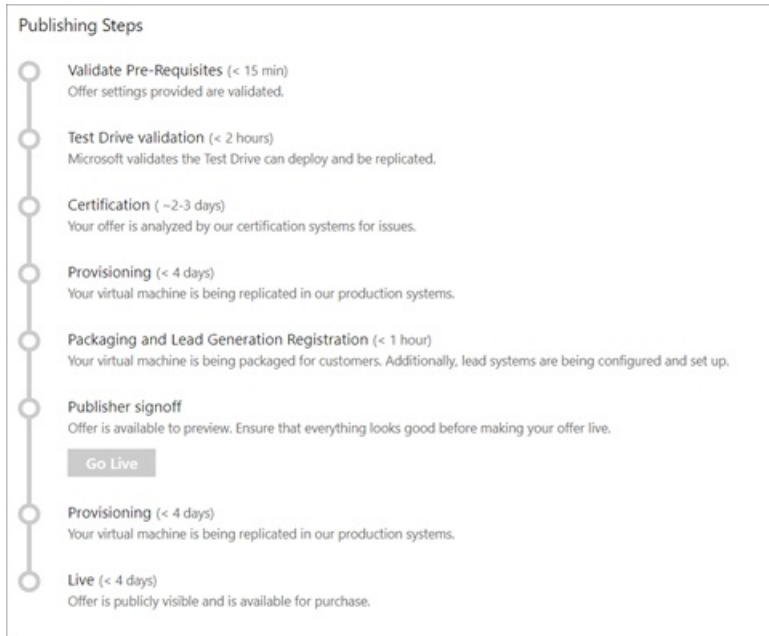 Publishing Steps
Validate Pre-Requisites (< 15 min)
Offer settings provided are validated.
Test Drive validation (< 2 hours)
Microsoft validates the Test Drive can deploy and be replicated.
Certification ( ~2-3 days)
Your offer is analyzed by our certification systems for issues.
Provisioning (< 4 days)
Your virtual machine is being replicated in our production systems.
Packaging and Lead Generation Registration (< 1 hour)
Your virtual machine is being packaged for customers. Additionally, lead systems are being configured and set up.
Publisher signoff
Offer is available to preview. Ensure that everything looks good before making your offer live.
Go Live
Provisioning (< 4 days)
Your virtual machine is being replicated in our production systems.
Live (< 4 days)
Offer is publicly visible and is available for purchase.